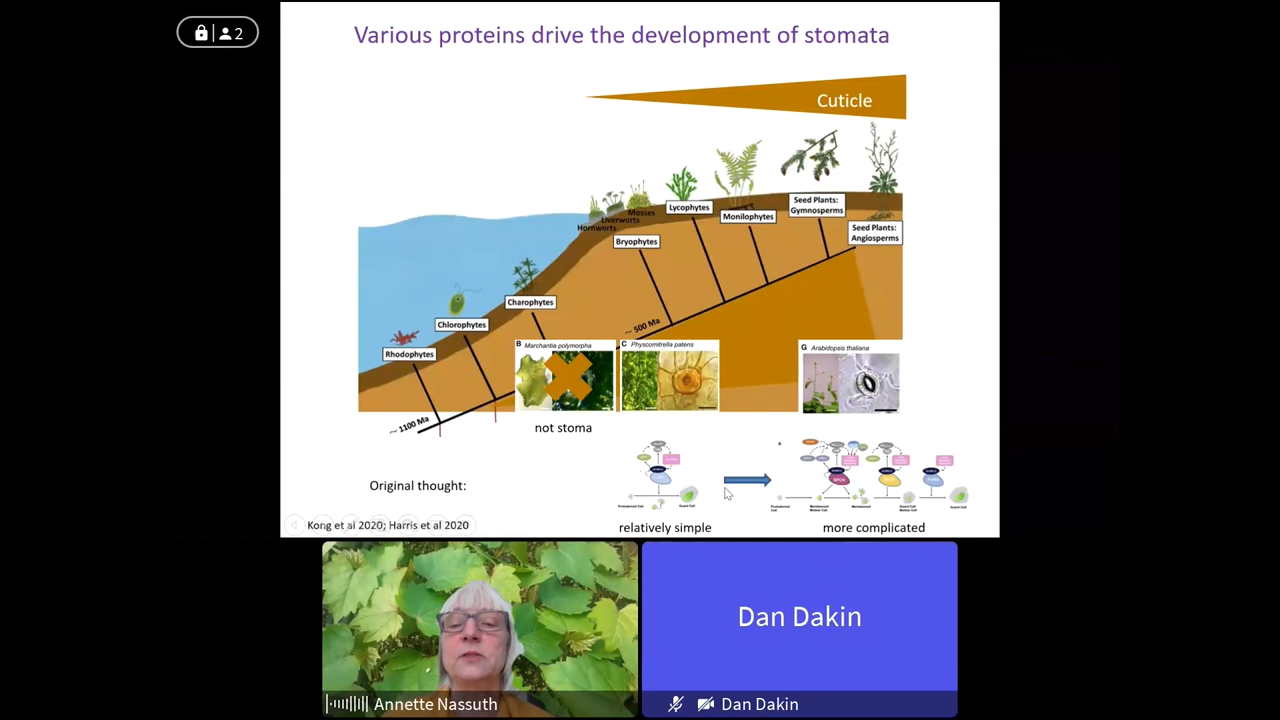 2
Various proteins drive the development of stomata
Cuticle
Mosses
Liverworts
Hornworts
Bryophytes
Lycophytes
Monilophytes
Seed Plants:
Gymnosperms
Seed Plants:
Angiosperms
Charophytes
Chlorophytes
Rhodophytes
~ 500 Ma
~ 1100 Ma
B Marchantia polymorpha
C Physcomitrella patens
G Arabidopsis thaliana
not stoma
Original thought:
relatively simple
more complicated
Kong et al 2020; Harris et al 2020
Dan Dakin
Annette Nassuth
Dan Dakin